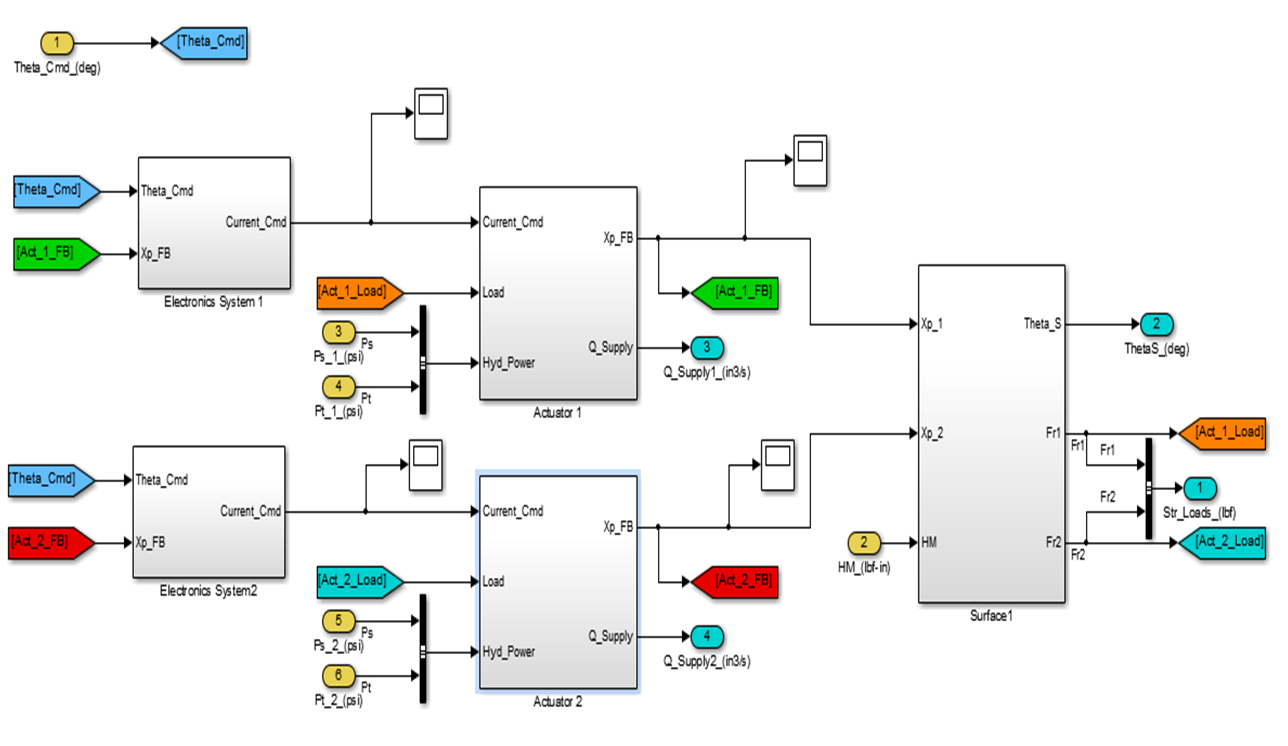 1
Theta_Cmd_(deg)
[Theta_Cmd]
[Theta_Cmd]
[Act_1_FB]
Theta_Cmd
Xp_FB
Current_Cmd
Electronics System 1
[Act_1_Load]
3
Ps_1_(psi)
Ps
4
Pt_1_(psi)
Pt
Current_Cmd
Load
Hyd_Power
Xp_FB
Q_Supply
Actuator 1
[Act_1_FB]
3
Q_Supply1_(in3/s)
[Theta_Cmd]
[Act_2_FB]
Theta_Cmd
Xp_FB
Current_Cmd
Electronics System2
[Act_2_Load]
5
Ps_2_(psi)
Ps
6
Pt_2_(psi)
Pt
Current_Cmd
Load
Hyd_Power
Xp_FB
Q_Supply
Actuator 2
[Act_2_FB]
4
Q_Supply2_(in3/s)
2
HM_(lbf-in)
Xp_1
Xp_2
HM
Theta_S
Fr1
Fr2
Surface1
2
ThetaS_(deg)
Fr1
Fr1
[Act_1_Load]
Fr2
Fr2
1
Str_Loads_(lbf)
[Act_2_Load]